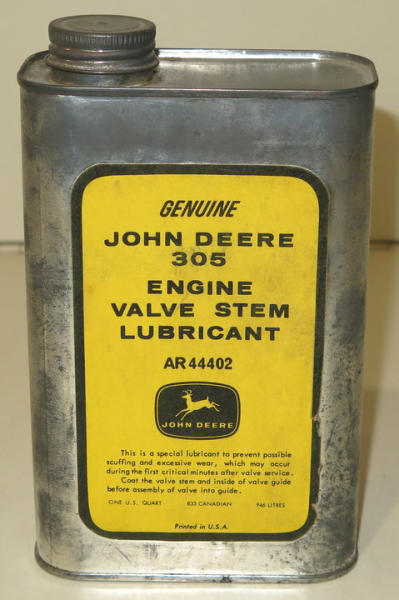 GENUINE
JOHN DEERE
305
ENGINE
VALVE STEM
LUBRICANT
AR44402
JOHN DEERE
This is a special lubricant to prevent possible
scuffing and excessive wear, which may occur
during the first critical minutes after valve service.
Coat the valve stem and inside of valve guide
before assembly of valve into guide.
ONE U.S. QUART 833 CANADIAN 946 LITRES
Printed in U.S.A.